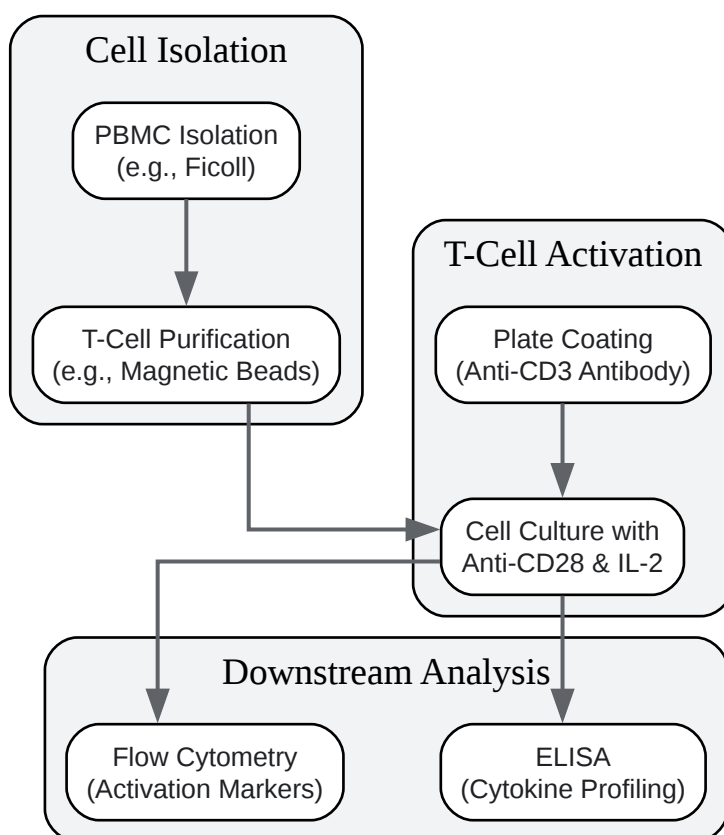 Cell Isolation
PBMC Isolation
(e.g., Ficoll)
T-Cell Purification
(e.g., Magnetic Beads)
T-Cell Activation
Plate Coating
(Anti-CD3 Antibody)
Cell Culture with
Anti-CD28 & IL-2
Downstream Analysis
Flow Cytometry
(Activation Markers)
ELISA
(Cytokine Profiling)